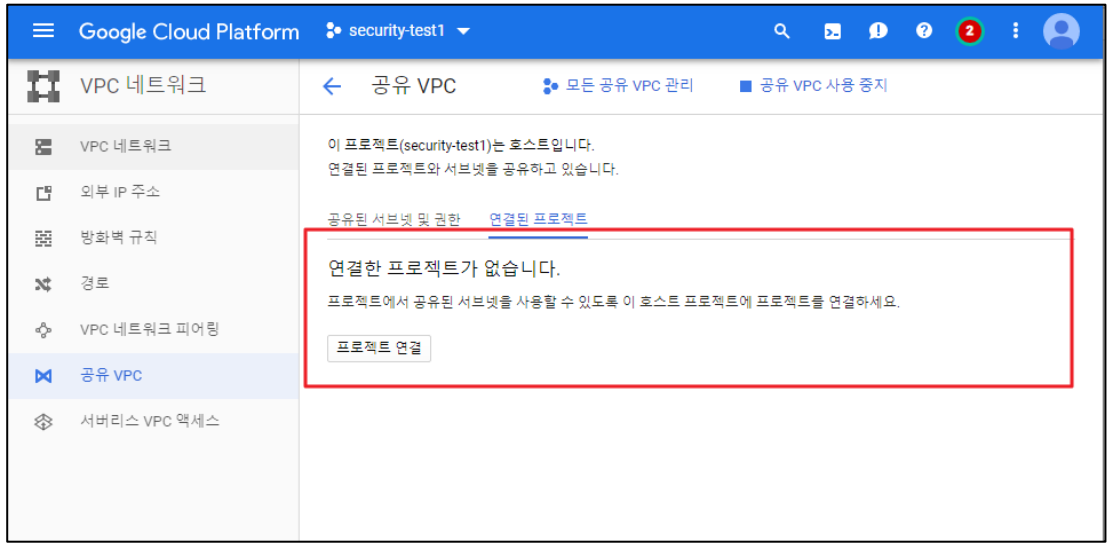 Google Cloud Platform
security-test1
2
VPC 네트워크
공유 VPC
모든 공유 VPC 관리
공유 VPC 사용 중지
VPC 네트워크
외부 IP 주소
방화벽 규칙
경로
VPC 네트워크 피어링
공유 VPC
서버리스 VPC 액세스
이 프로젝트(security-test1)는 호스트입니다.
연결된 프로젝트와 서브넷을 공유하고 있습니다.
공유된 서브넷 및 권한
연결된 프로젝트
연결한 프로젝트가 없습니다.
프로젝트에서 공유된 서브넷을 사용할 수 있도록 이 호스트 프로젝트에 프로젝트를 연결하세요.
프로젝트 연결